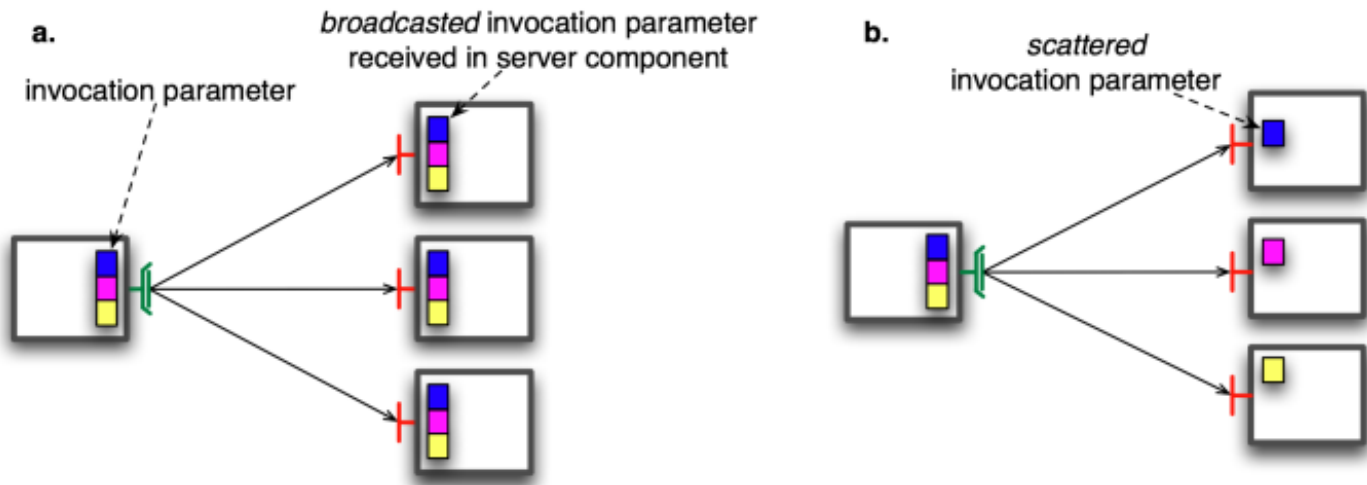 a.
broadcasted invocation parameter
received in server component
invocation parameter
b.
scattered
invocation parameter